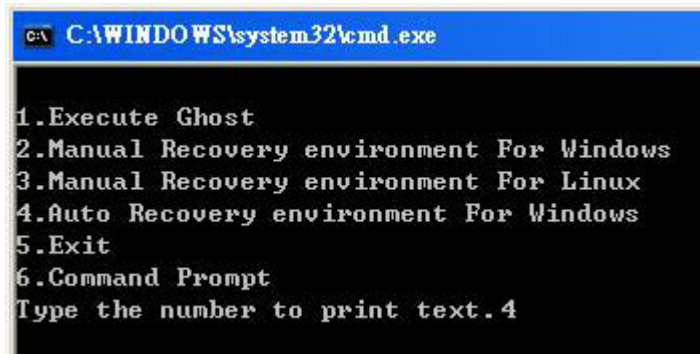 C:\WINDOWS\system32\cmd.exe
1.Execute Ghost
2.Manual Recovery environment For Windows
3.Manual Recovery environment For Linux
4.Auto Recovery environment For Windows
5.Exit
6.Command Prompt
Type the number to print text.4